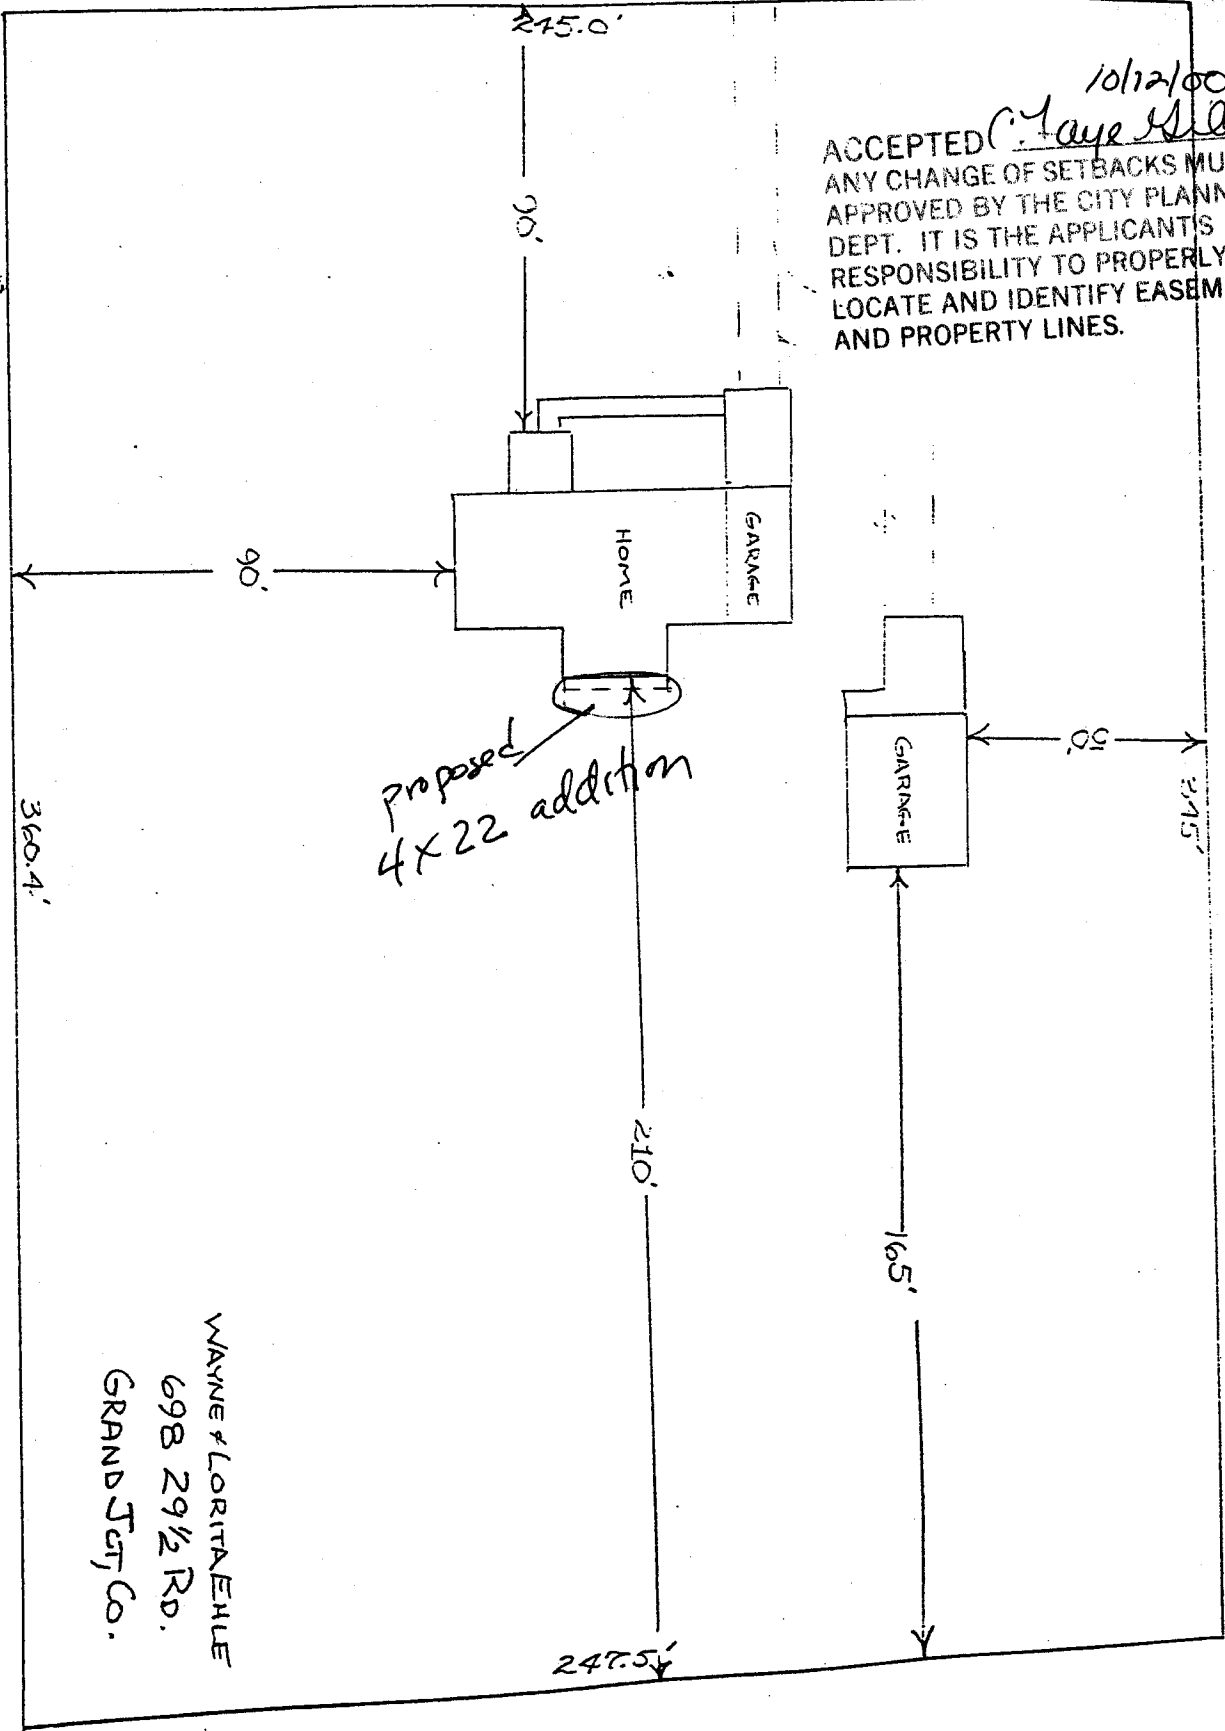 245.0'
10/12/00
ACCEPTED C. Faye
ANY CHANGE OF SETBACKS MU
APPROVED BY THE CITY PLANN
DEPT. IT IS THE APPLICANT'S
RESPONSIBILITY TO PROPERLY
LOCATE AND IDENTIFY EASEM
AND PROPERTY LINES.
90'
GARAGE
HOME
90'
50'
GARAGE
proposed
4x22 addition
360.4'
210'
165'
WAYNE & LORITA EHLE
698 29½ RD.
GRAND JCT, CO.
247.5'